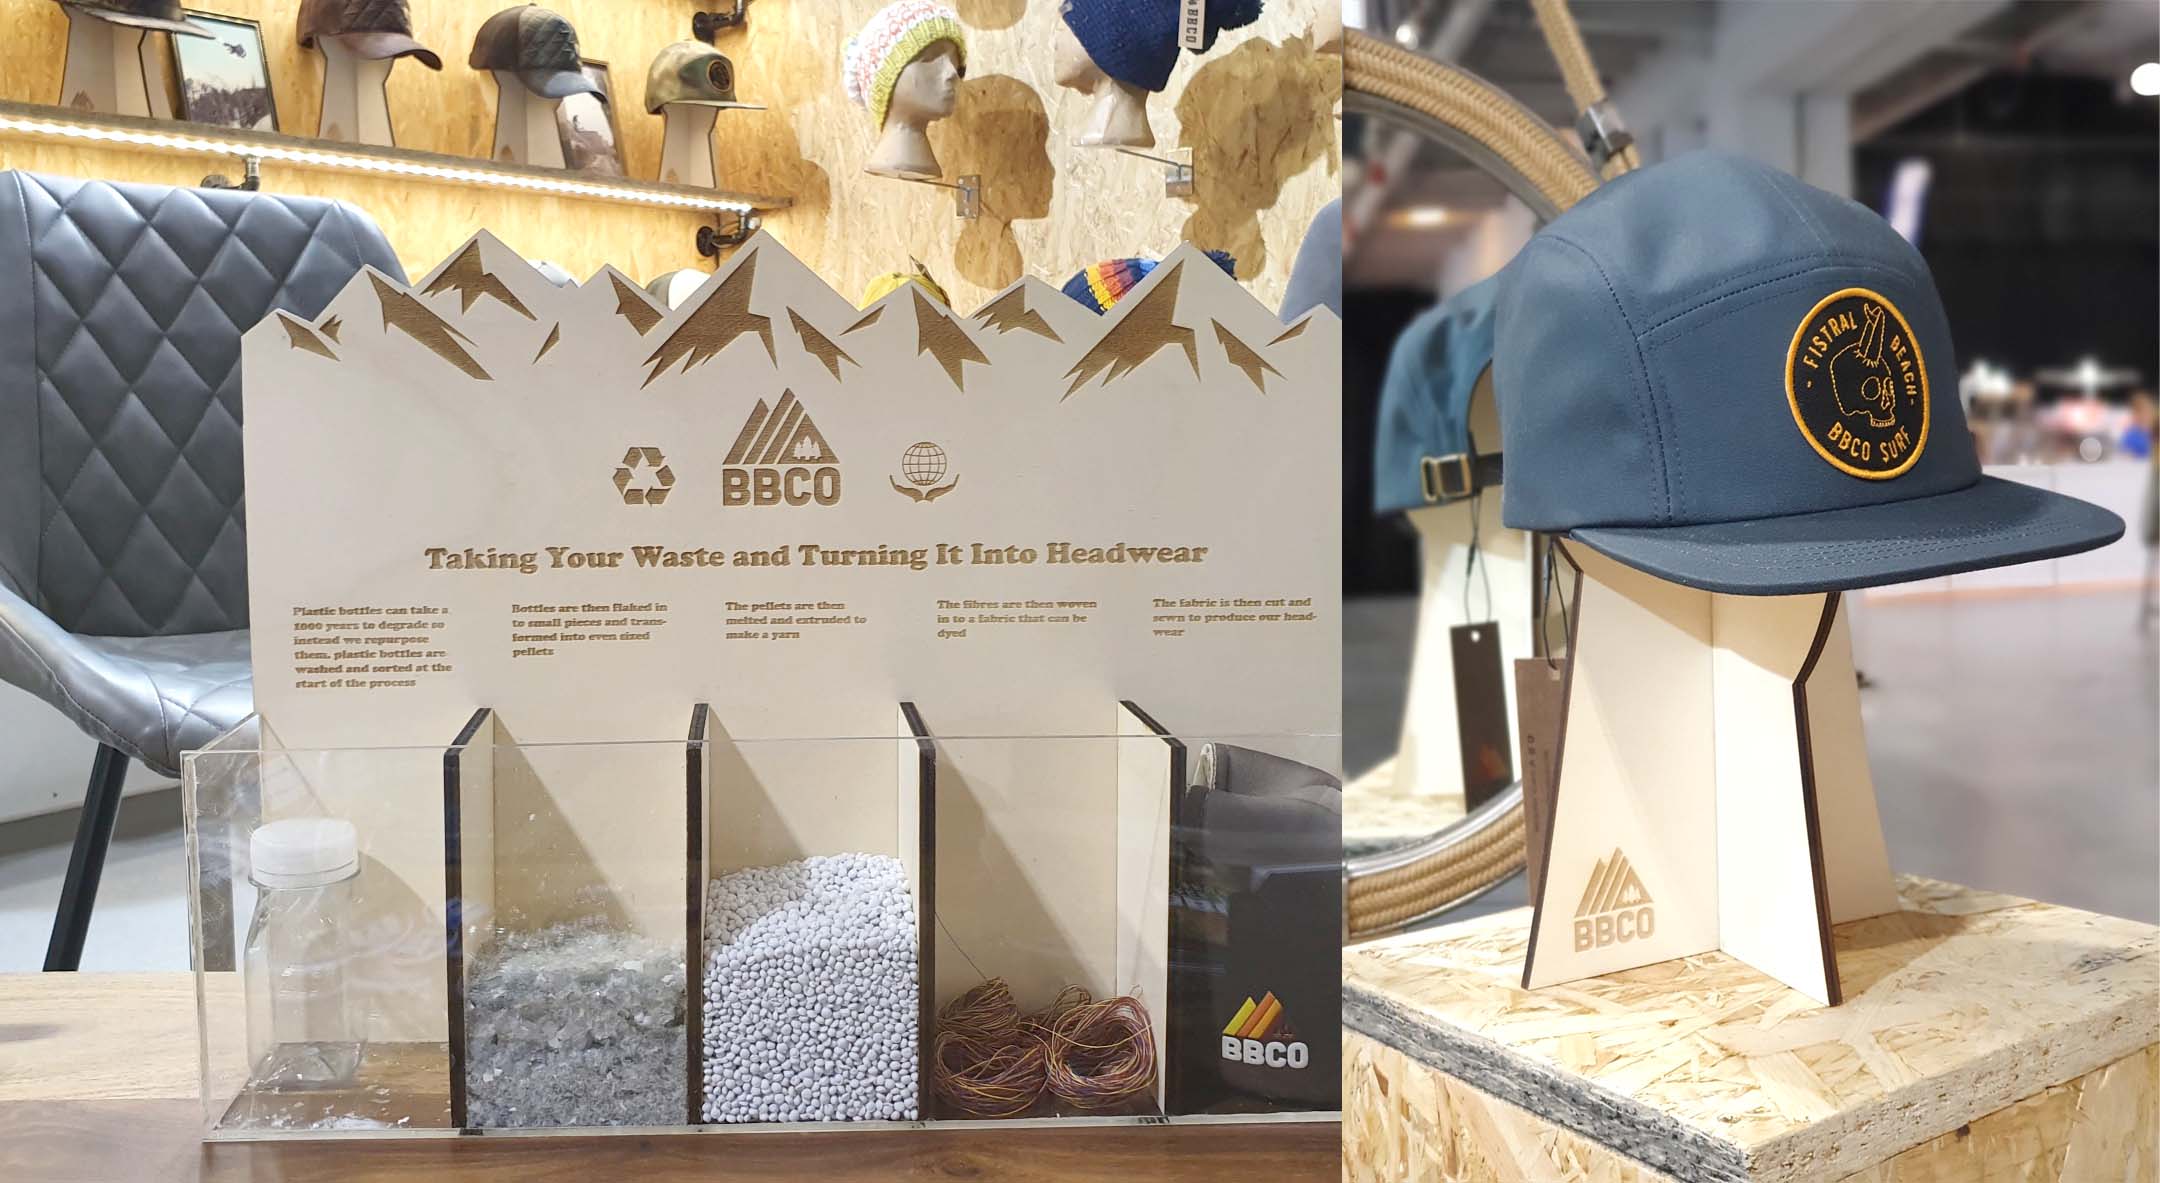 BBCO
BBCO
Taking Your Waste and Turning It Into Headwear
Plastic bottles can take a
1000 years to degrade so
instead we repurpose
them. plastic bottles are
washed and sorted at the
start of the process
Bottles are then flaked in
to small pieces and trans-
formed into even sized
pellets
The pellets are then
melted and extruded to
make a yarn
The fibres are then woven
in to a fabric that can be
dyed
The fabric is then cut and
sewn to produce our head-
wear
BBCO
- FISTRAL BEACH -
BBCO SURF
BBCO